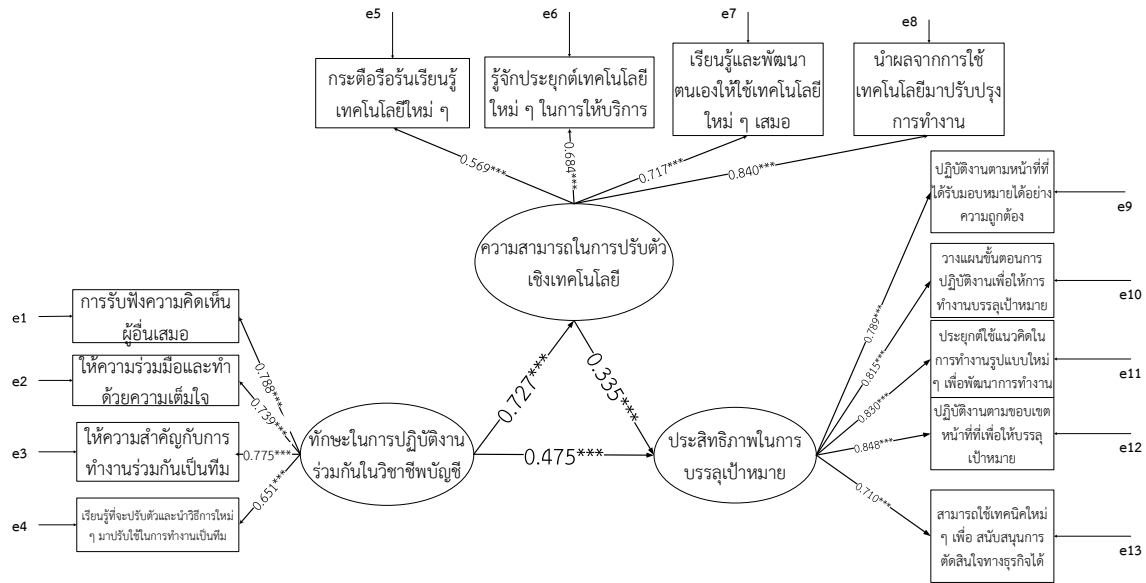 e5
e6
e7
e8
กระตือรือร้นเรียนรู้
เทคโนโลยีใหม่ ๆ
รู้จักประยุกต์เทคโนโลยี
ใหม่ ๆ ในการให้บริการ
เรียนรู้และพัฒนา
ตนเองให้ใช้เทคโนโลยี
ใหม่ ๆ เสมอ
นำผลจากการใช้
เทคโนโลยีมาปรับปรุง
การทำงาน
0.569***
0.684***
0.717***
0.840***
ความสามารถในการปรับตัว
เชิงเทคโนโลยี
e1
การรับฟังความคิดเห็น
ผู้อื่นเสมอ
e2
ให้ความร่วมมือและทำ
ด้วยความเต็มใจ
e3
ให้ความสำคัญกับการ
ทำงานร่วมกันเป็นทีม
e4
เรียนรู้ที่จะปรับตัวและนำวิธีการใหม่
ๆ มาปรับใช้ในการทำงานเป็นทีม
0.788***
0.739***
0.775***
0.651***
ทักษะในการปฏิบัติงาน
ร่วมกันในวิชาชีพบัญชี
0.727***
0.335***
0.475***
ประสิทธิภาพในการ
บรรลุเป้าหมาย
0.789***
0.815***
0.830***
0.848***
0.710***
ปฏิบัติงานตามหน้าที่ที่
ได้รับมอบหมายได้อย่าง
ความถูกต้อง
e9
วางแผนขั้นตอนการ
ปฏิบัติงานเพื่อให้การ
ทำงานบรรลุเป้าหมาย
e10
ประยุกต์ใช้แนวคิดใน
การทำงานรูปแบบใหม่
ๆ เพื่อพัฒนาการทำงาน
e11
ปฏิบัติงานตามขอบเขต
หน้าที่ที่เพื่อให้บรรลุ
เป้าหมาย
e12
สามารถใช้เทคนิคใหม่
ๆ เพื่อ สนับสนุนการ
ตัดสินใจทางธุรกิจได้
e13